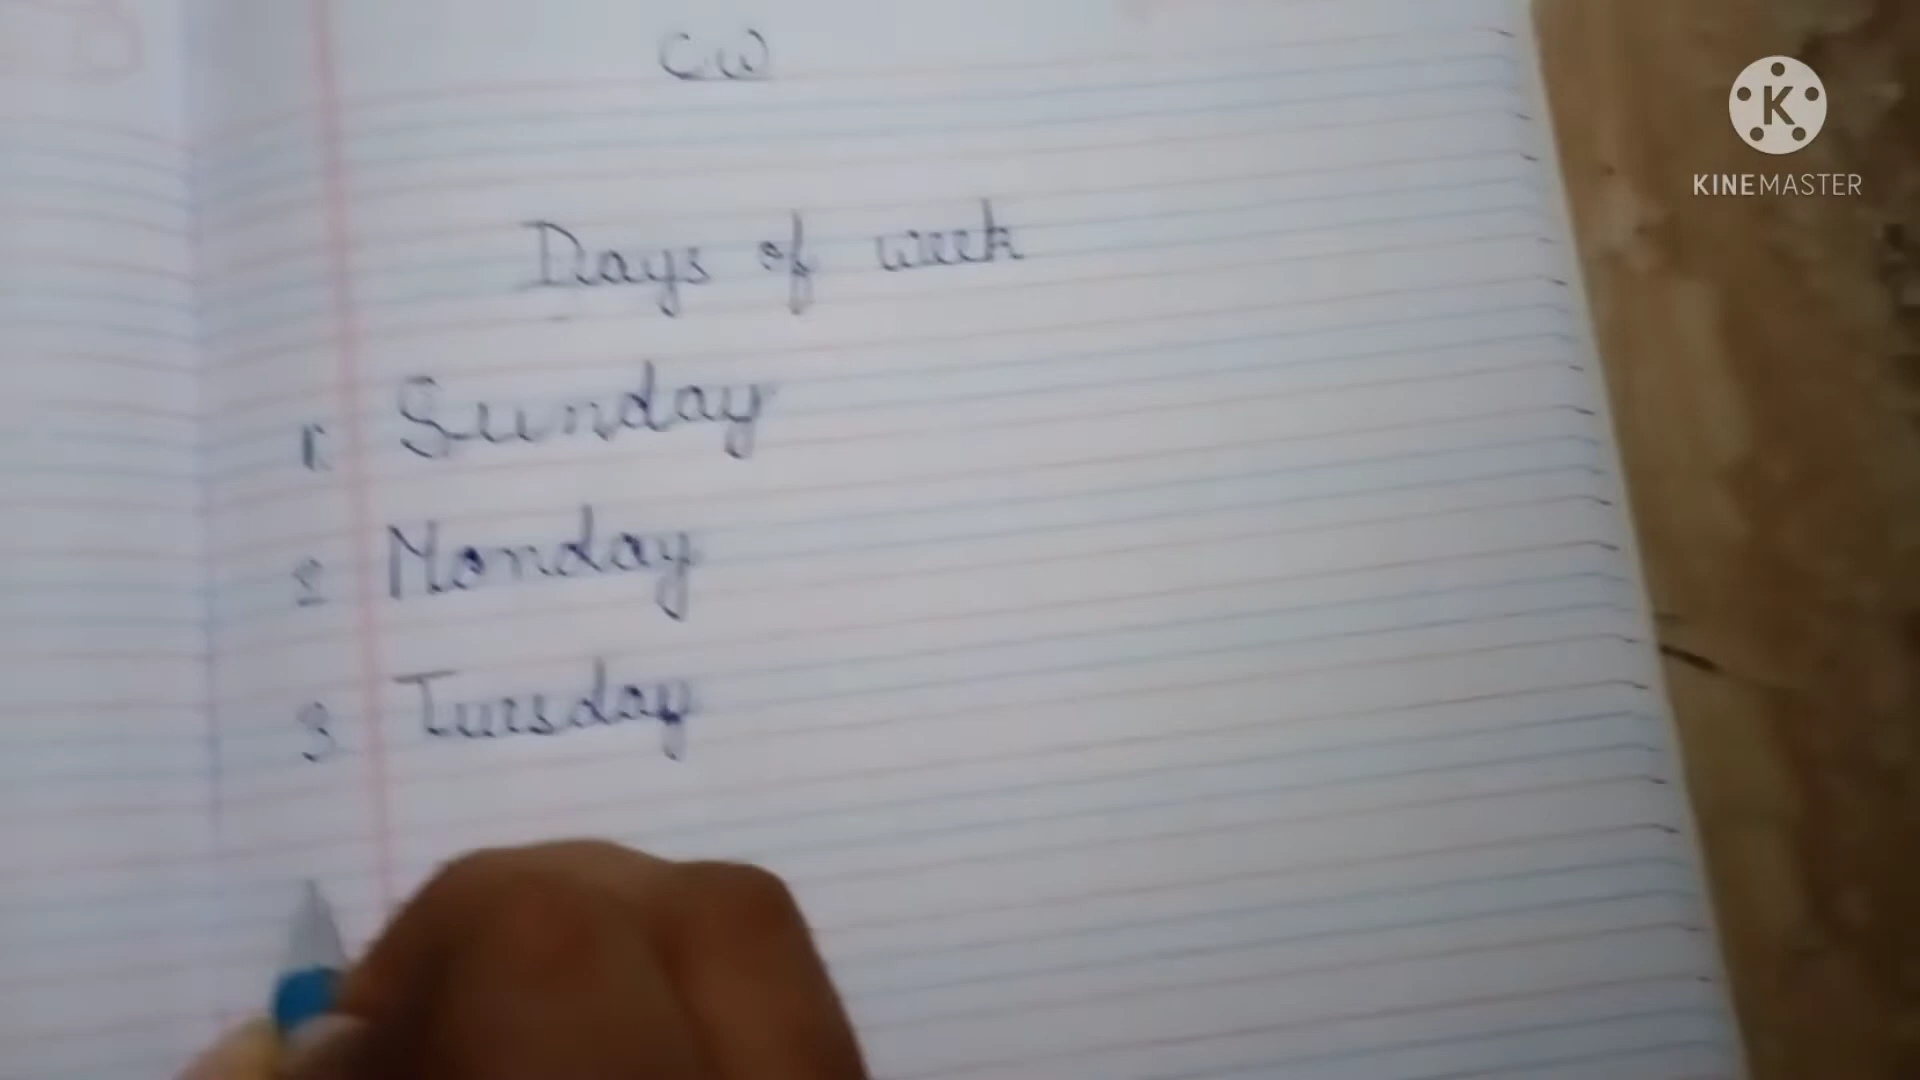 CW
Days of week
1. Sunday
2 Monday
3 Tuesday
K
KINEMASTER